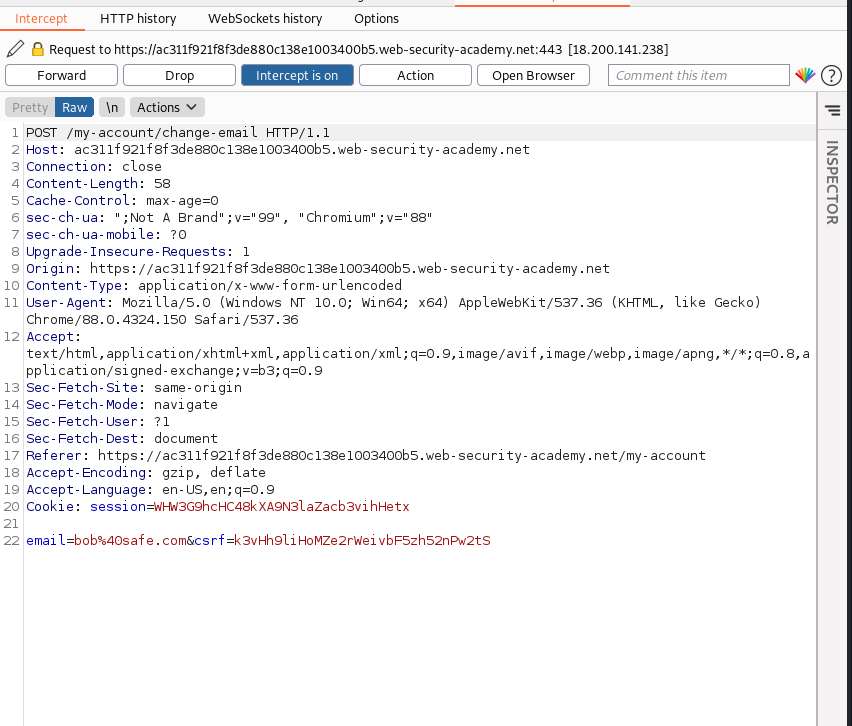 Intercept HTTP history WebSockets history Options
Request to https://ac311f921f8f3de880c138e1003400b5.web-security-academy.net:443 [18.200.141.238]
Forward Drop Intercept is on Action Open Browser Comment this item ?
Pretty Raw \n Actions
INSPECTOR
1 POST /my-account/change-email HTTP/1.1
2 Host: ac311f921f8f3de880c138e1003400b5.web-security-academy.net
3 Connection: close
4 Content-Length: 58
5 Cache-Control: max-age=0
6 sec-ch-ua: ";Not A Brand";v="99", "Chromium";v="88"
7 sec-ch-ua-mobile: ?0
8 Upgrade-Insecure-Requests: 1
9 Origin: https://ac311f921f8f3de880c138e1003400b5.web-security-academy.net
10 Content-Type: application/x-www-form-urlencoded
11 User-Agent: Mozilla/5.0 (Windows NT 10.0; Win64; x64) AppleWebKit/537.36 (KHTML, like Gecko)
Chrome/88.0.4324.150 Safari/537.36
12 Accept:
text/html,application/xhtml+xml,application/xml;q=0.9,image/avif,image/webp,image/apng,*/*;q=0.8,a
pplication/signed-exchange;v=b3;q=0.9
13 Sec-Fetch-Site: same-origin
14 Sec-Fetch-Mode: navigate
15 Sec-Fetch-User: ?1
16 Sec-Fetch-Dest: document
17 Referer: https://ac311f921f8f3de880c138e1003400b5.web-security-academy.net/my-account
18 Accept-Encoding: gzip, deflate
19 Accept-Language: en-US,en;q=0.9
20 Cookie: session=WHW3G9hcHC48kXA9N3laZacb3vihHetx
21
22 email=bob%40safe.com&csrf=k3vHh9liHoMZe2rWeivbF5zh52nPw2tS